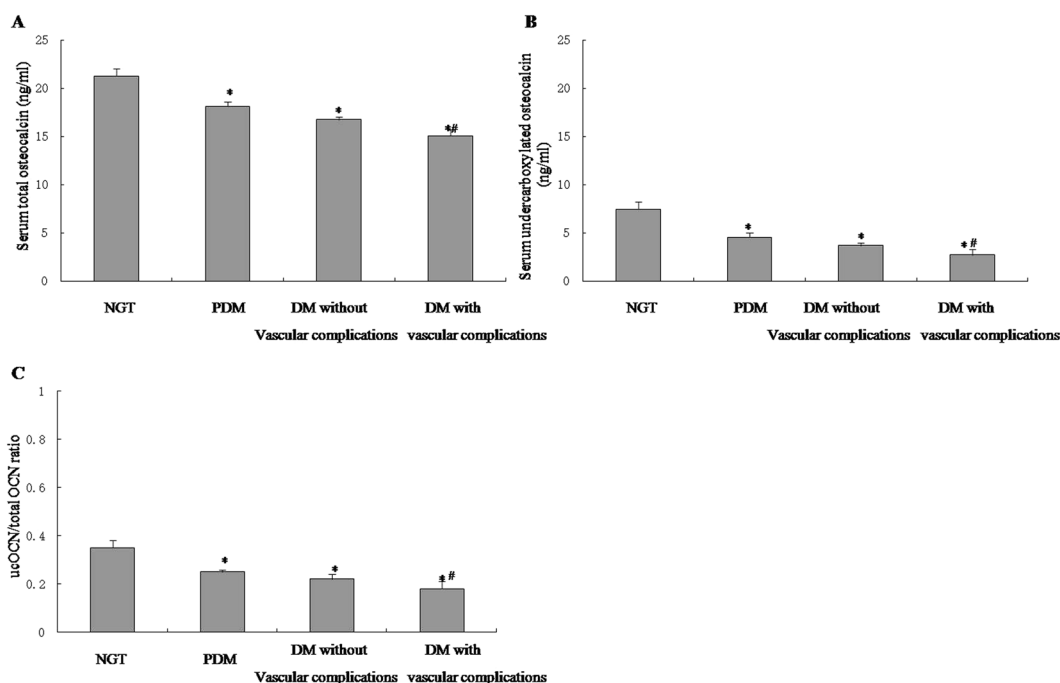 A
Serum total osteocalcin (ng/ml)
25
20
15
10
5
0
*
*
*#
NGT
PDM
DM without
Vascular complications
DM with
vascular complications
B
Serum undercarboxylated osteocalcin
(ng/ml)
25
20
15
10
5
0
*
*
*#
NGT
PDM
DM without
Vascular complications
DM with
vascular complications
C
ucOCN/total OCN ratio
1
0.8
0.6
0.4
0.2
0
*
*
*#
NGT
PDM
DM without
Vascular complications
DM with
vascular complications